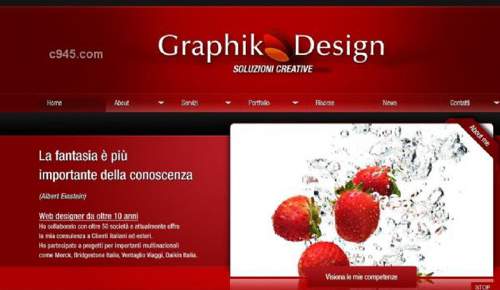 c945.com
Graphik Design
SOLUZIONI CREATIVE
Home About Servizi Portfolio Risorse News Contatti
About me
La fantasia è più
importante della conoscenza
(Albert Einstein)
Web designer da oltre 10 anni
Ho collaborato con oltre 50 società e attualmente offro
la mia consulenza a Clienti italiani ed esteri.
Ho partecipato a progetti per importanti multinazionali
come Merck, Bridgestone Italia, Ventaglio Viaggi, Daikin Italia.
Visiona le mie competenze
STOP